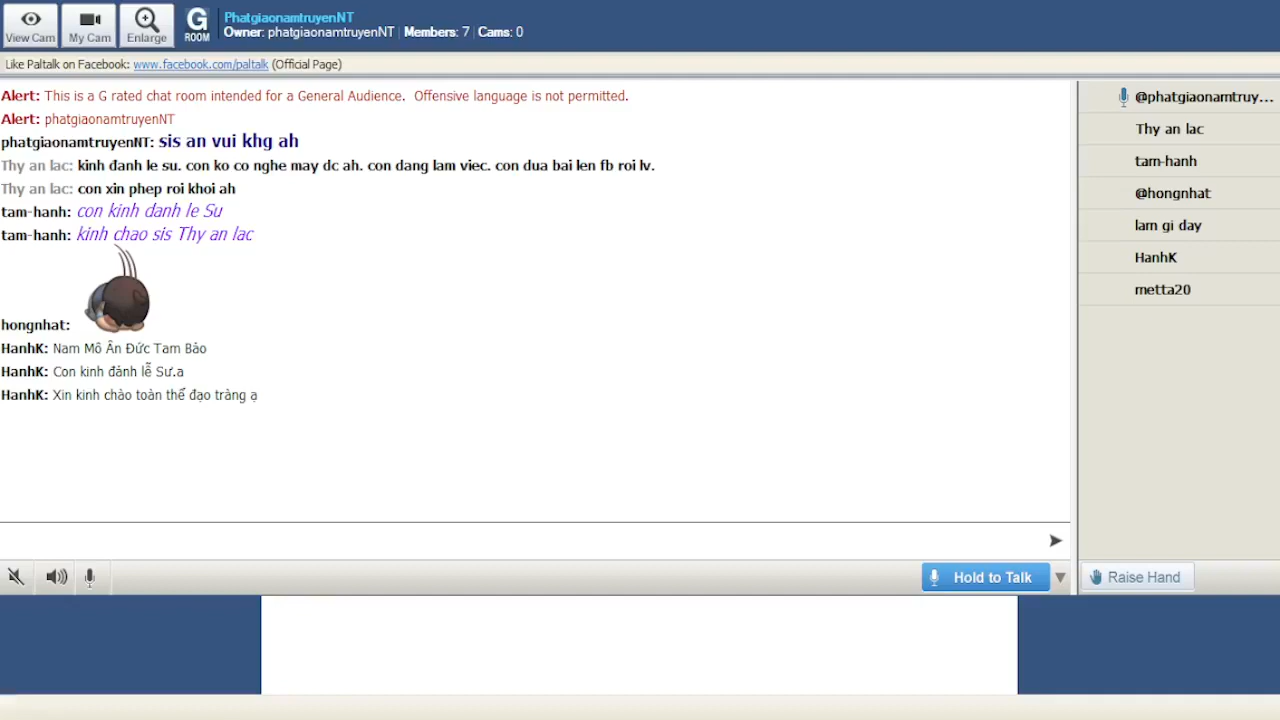 View Cam
My Cam
Enlarge
G
ROOM
PhatgiaonamtruyenNT
Owner: phatgiaonamtruyenNT | Members: 7 | Cams: 0
Like Paltalk on Facebook: www.facebook.com/paltalk (Official Page)
Alert: This is a G rated chat room intended for a General Audience. Offensive language is not permitted.
Alert: phatgiaonamtruyenNT
phatgiaonamtruyenNT: sis an vui khg ah
Thy an lac: kinh đanh le su. con ko co nghe may dc ah. con dang lam viec. con dua bai len fb roi lv.
Thy an lac: con xin phep roi khoi ah
tam-hanh: con kinh danh le Su
tam-hanh: kinh chao sis Thy an lac
hongnhat:
HanhK: Nam Mô Ân Đức Tam Bảo
HanhK: Con kinh đảnh lễ Sư.a
HanhK: Xin kinh chào toàn thể đạo tràng ạ
@phatgiaonamtruy...
Thy an lac
tam-hanh
@hongnhat
lam gi day
HanhK
metta20
Hold to Talk
Raise Hand